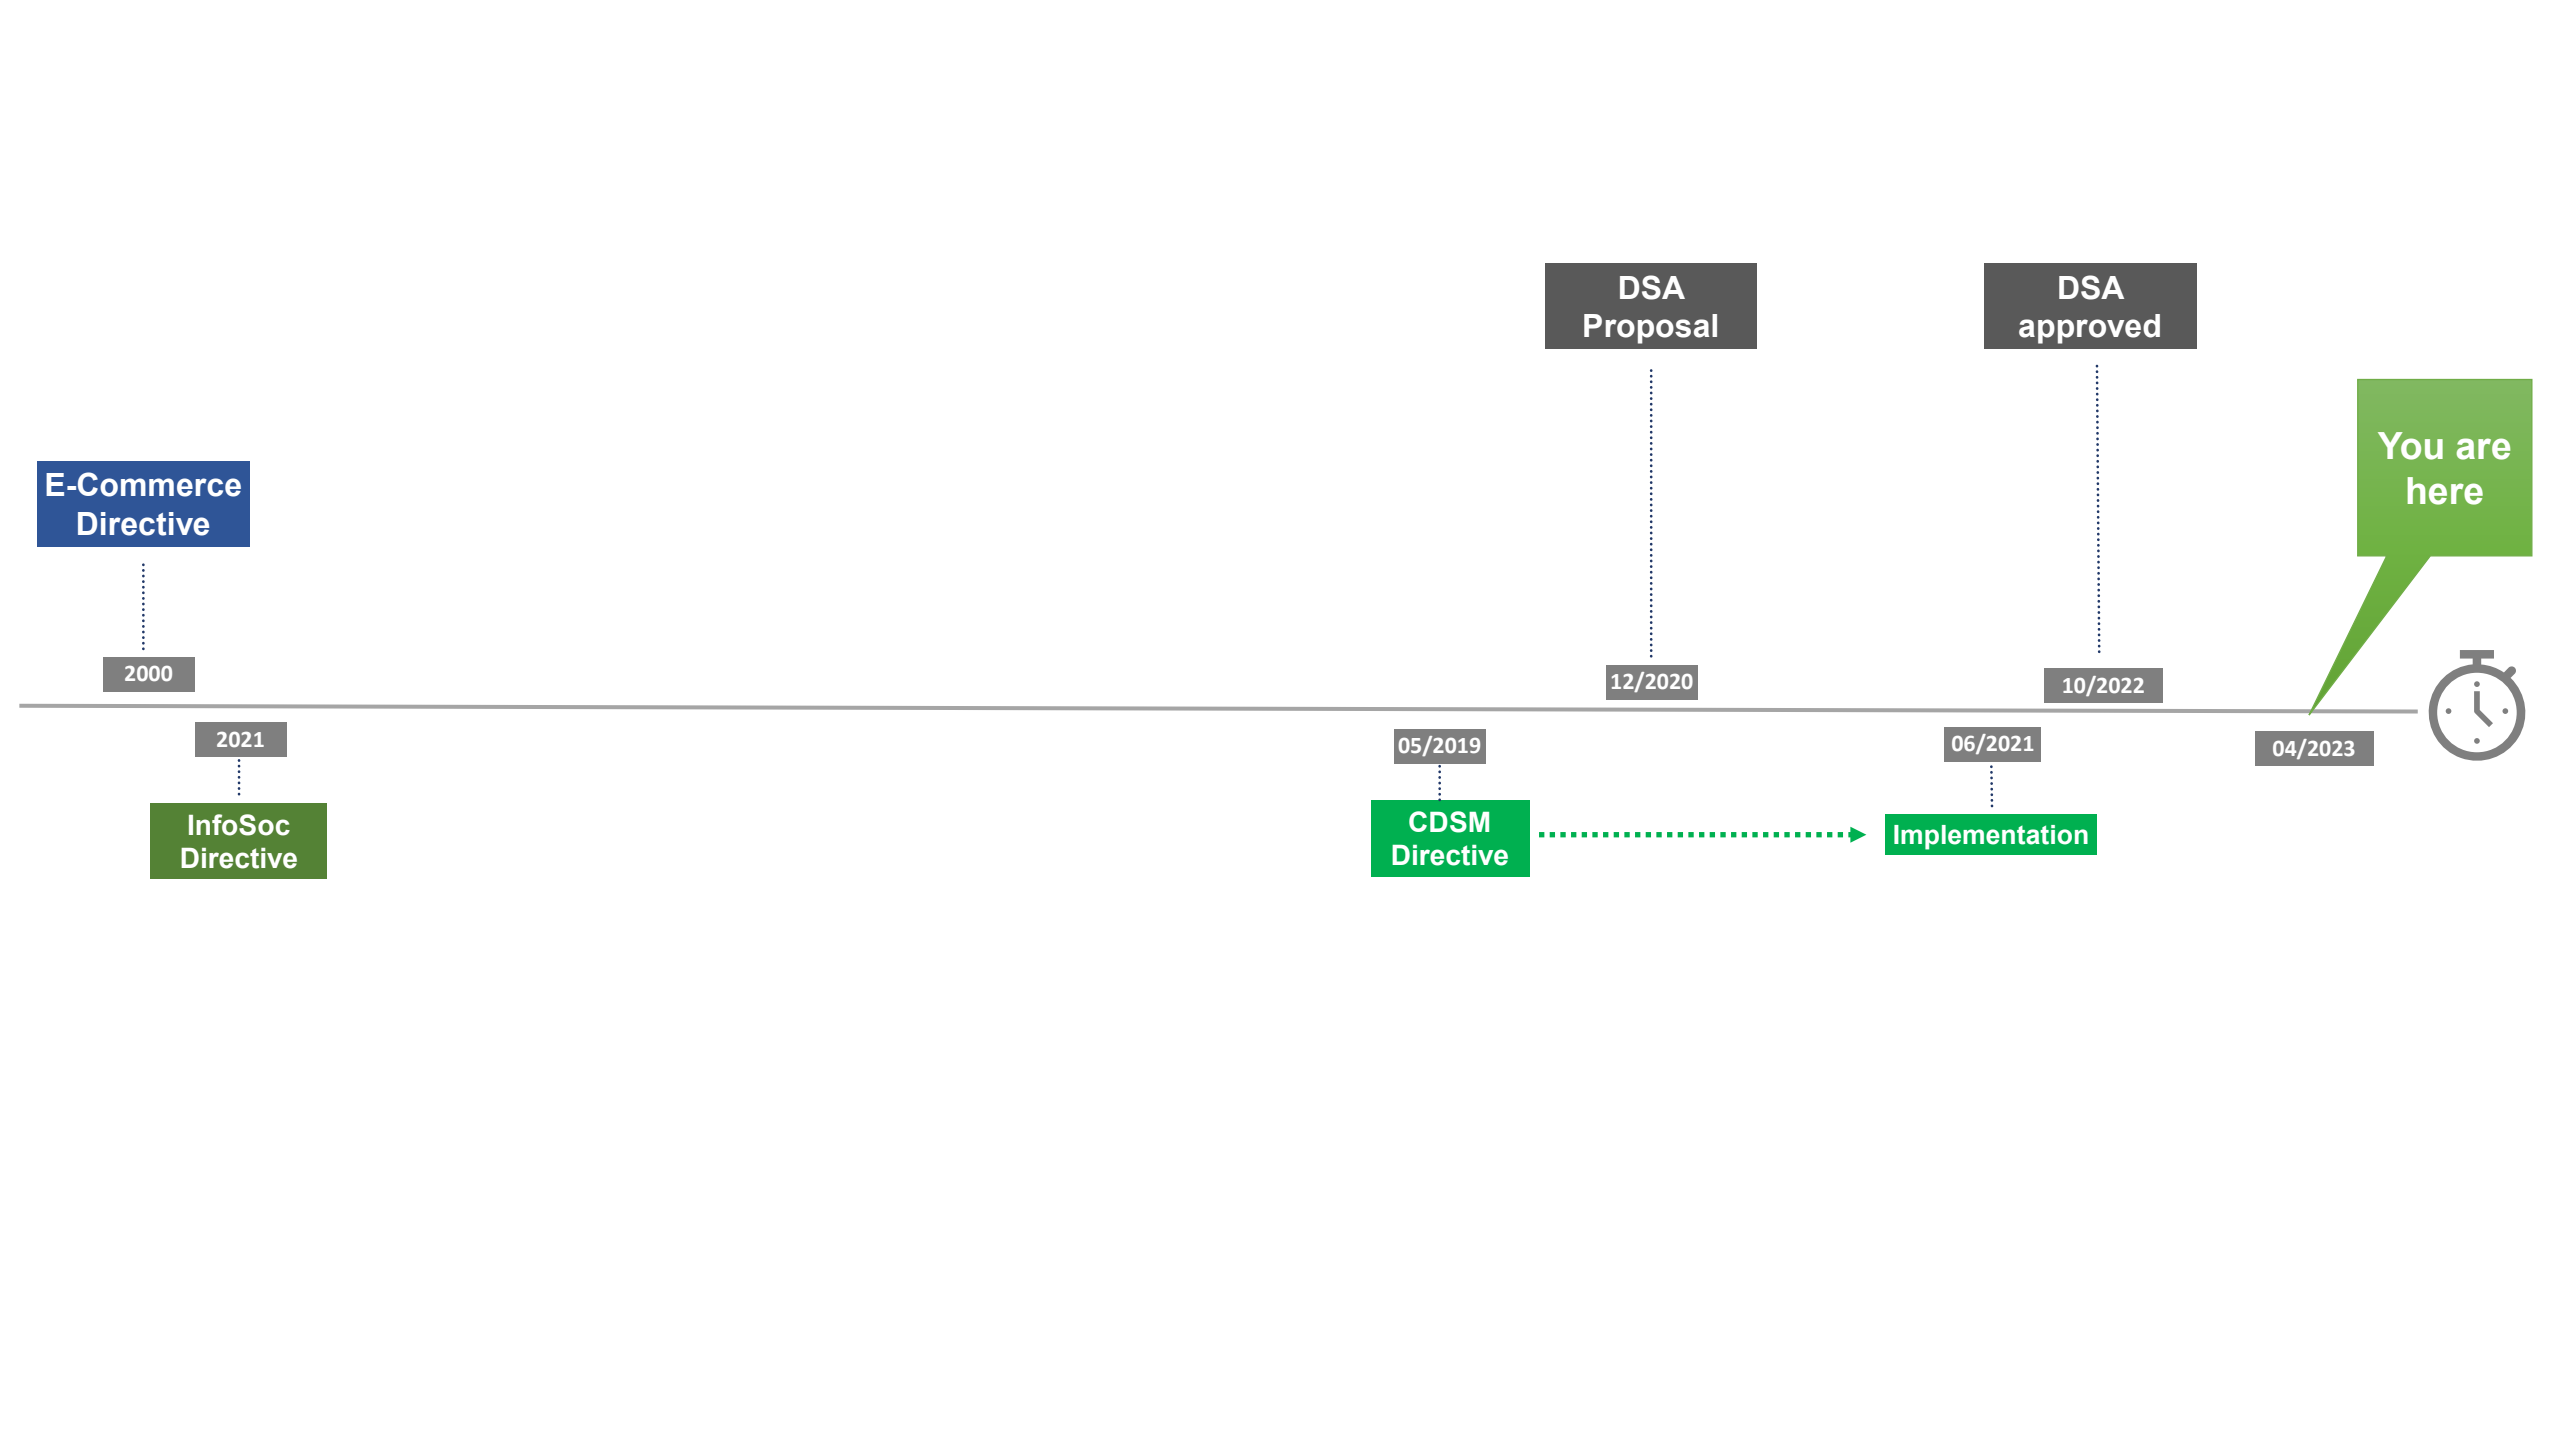 DSA
Proposal
DSA
approved
You are
here
E-Commerce
Directive
2000
12/2020
10/2022
2021
05/2019
06/2021
04/2023
InfoSoc
Directive
CDSM
Directive
Implementation